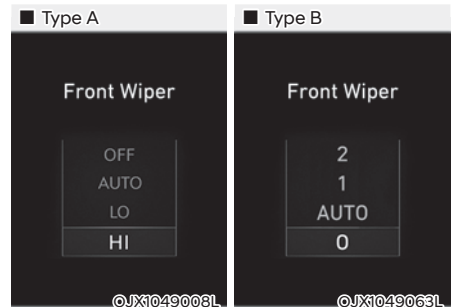 ■ Type A
Front Wiper
OFF
AUTO
LO
HI
OJX1049008L
■ Type B
Front Wiper
2
1
AUTO
0
OJX1049063L